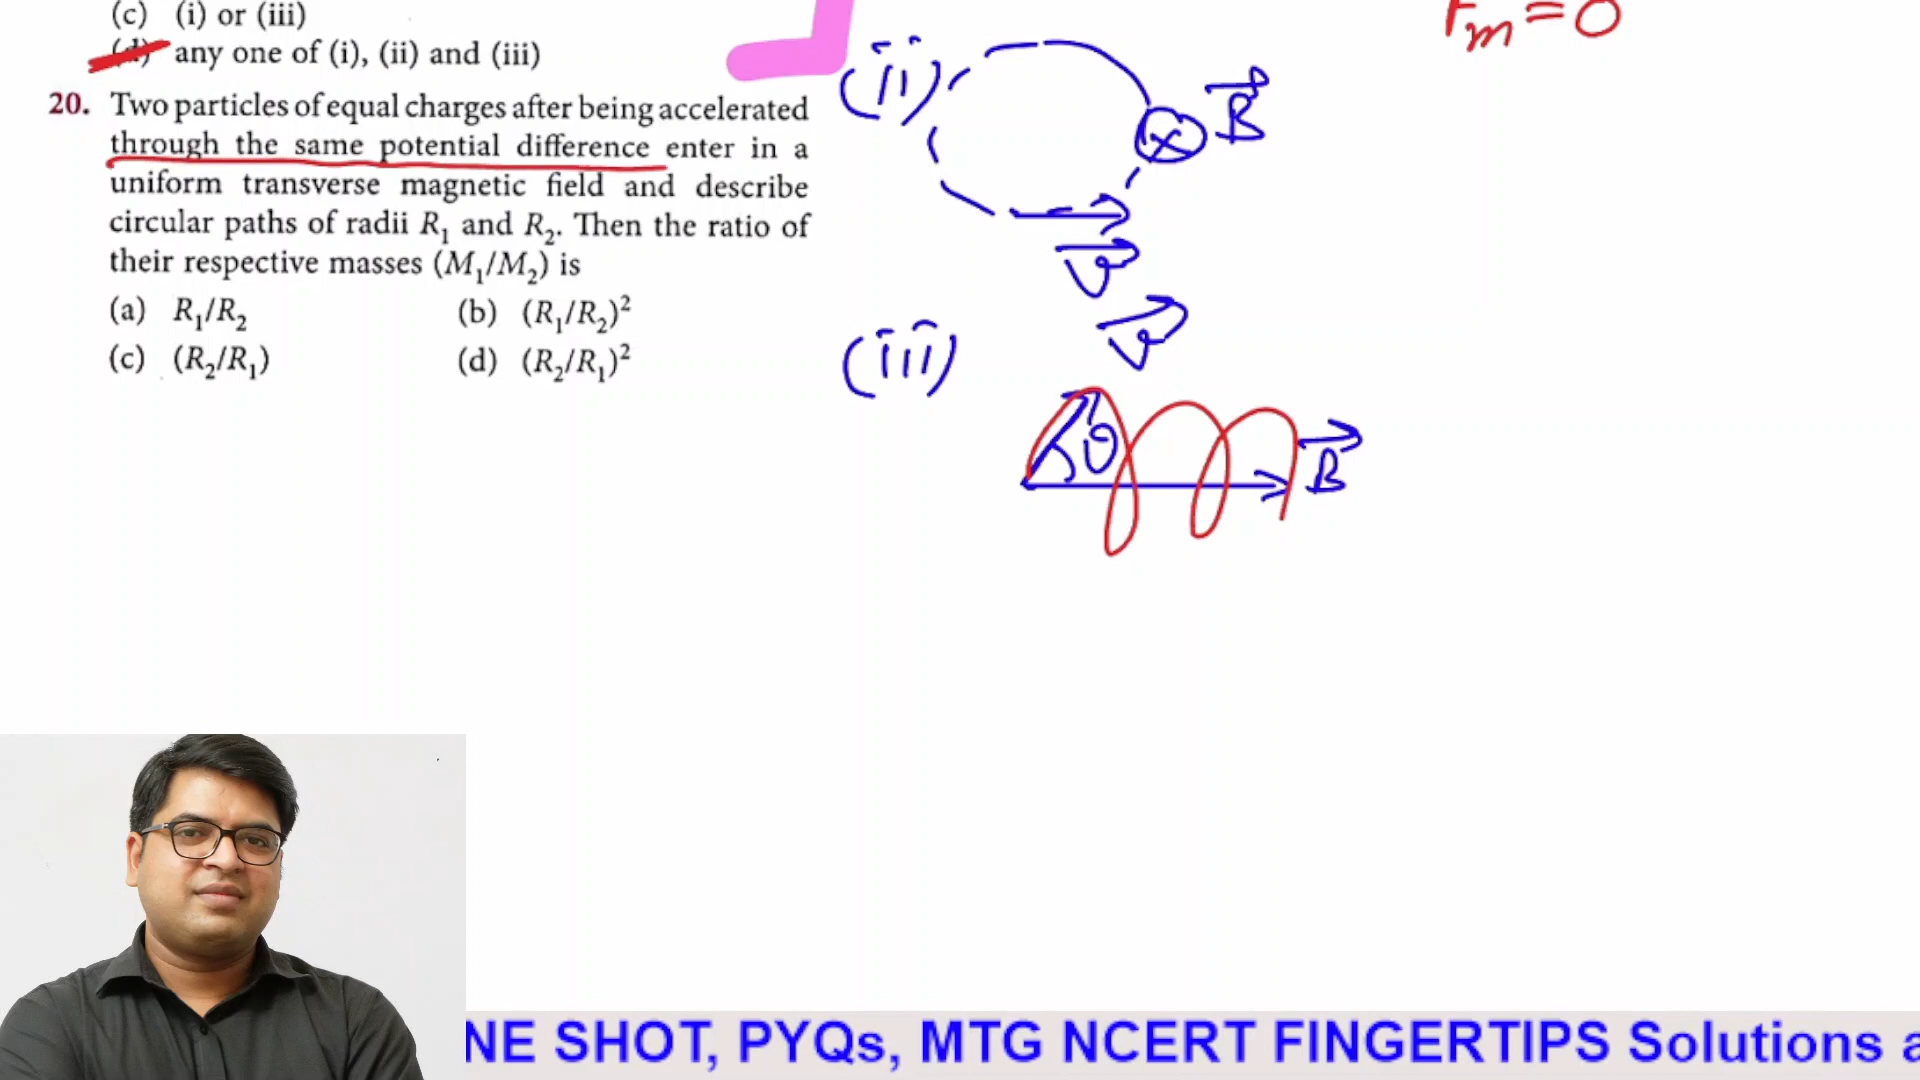 (c) (i) or (iii)
(d) any one of (i), (ii) and (iii)
20. Two particles of equal charges after being accelerated
through the same potential difference enter in a
uniform transverse magnetic field and describe
circular paths of radii R₁ and R₂. Then the ratio of
their respective masses (M₁/M₂) is
(a) R₁/R₂ (b) (R₁/R₂)²
(c) (R₂/R₁) (d) (R₂/R₁)²
Fm = 0
(ii)
B
v
(iii)
v
θ
B
NE SHOT, PYQs, MTG NCERT FINGERTIPS Solutions a